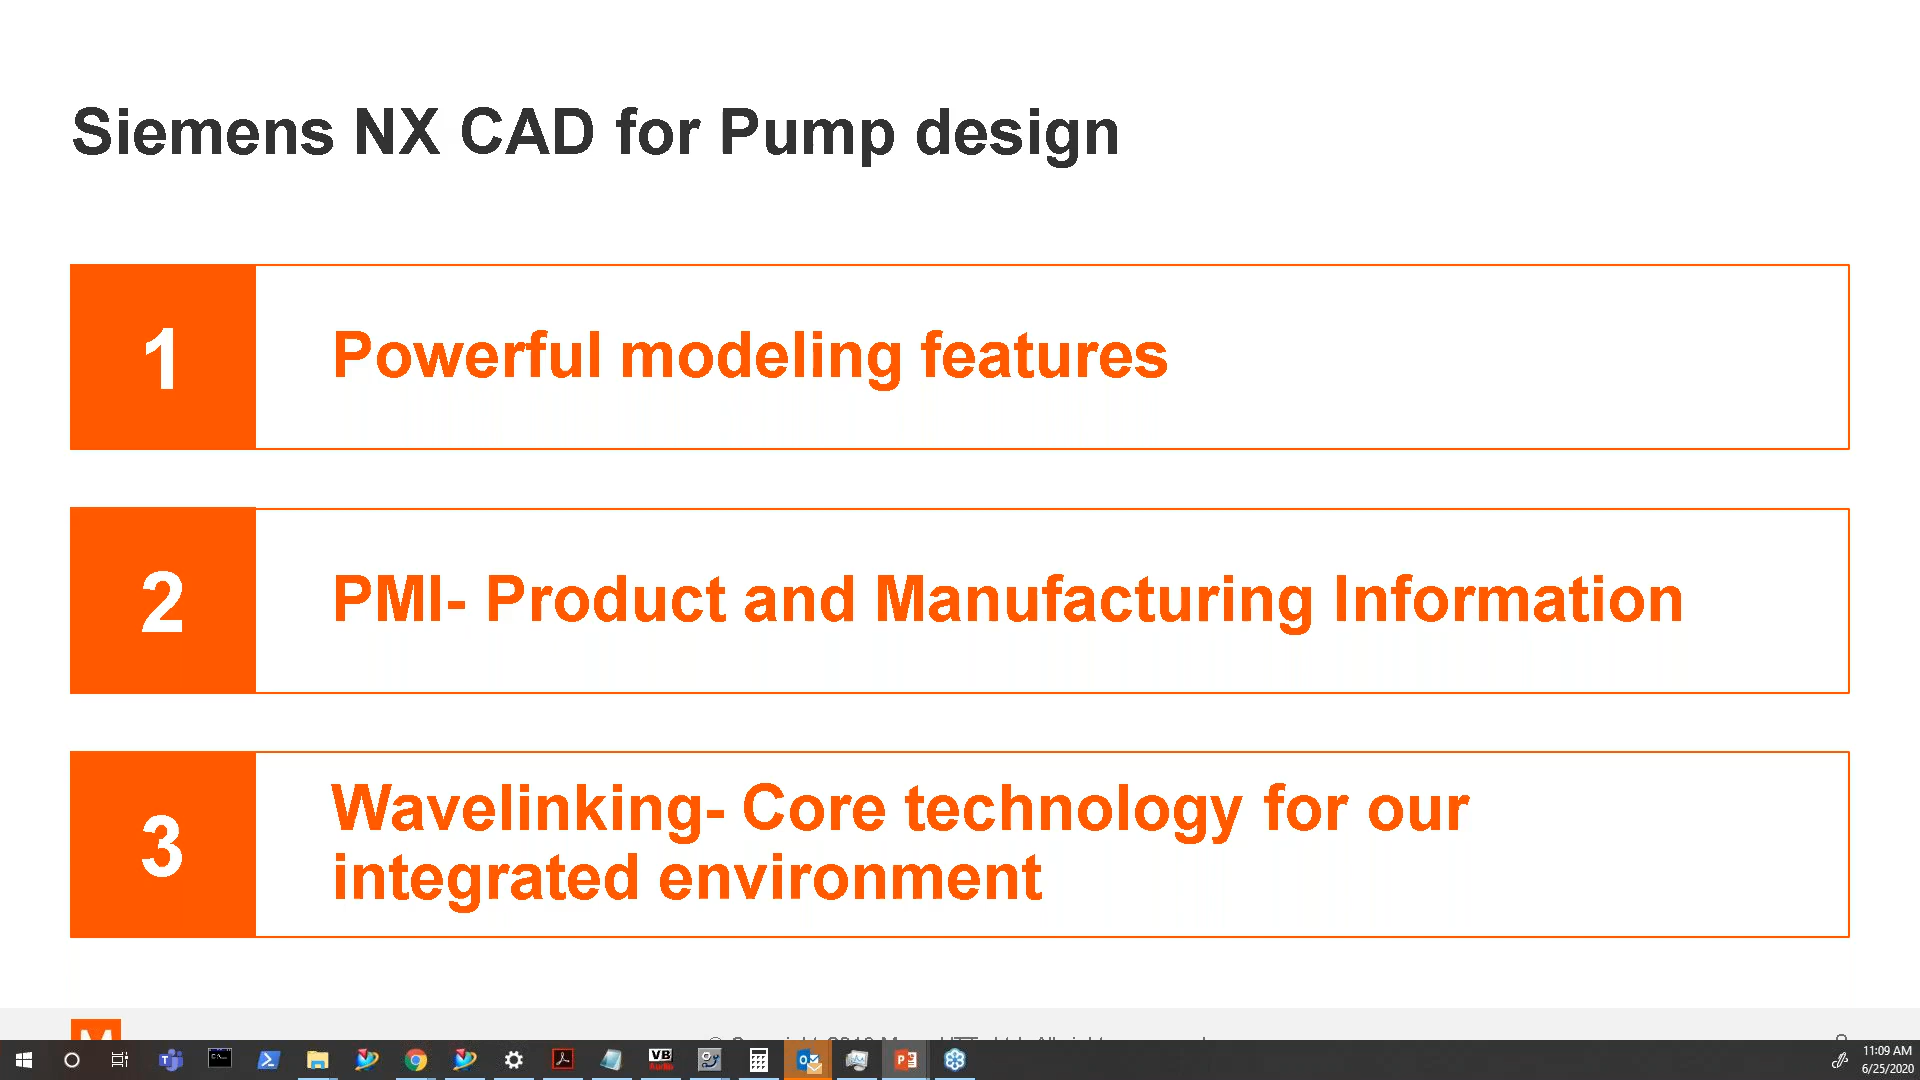 Siemens NX CAD for Pump design
1
Powerful modeling features
2
PMI- Product and Manufacturing Information
3
Wavelinking- Core technology for our
integrated environment
11:09 AM
6/25/2020